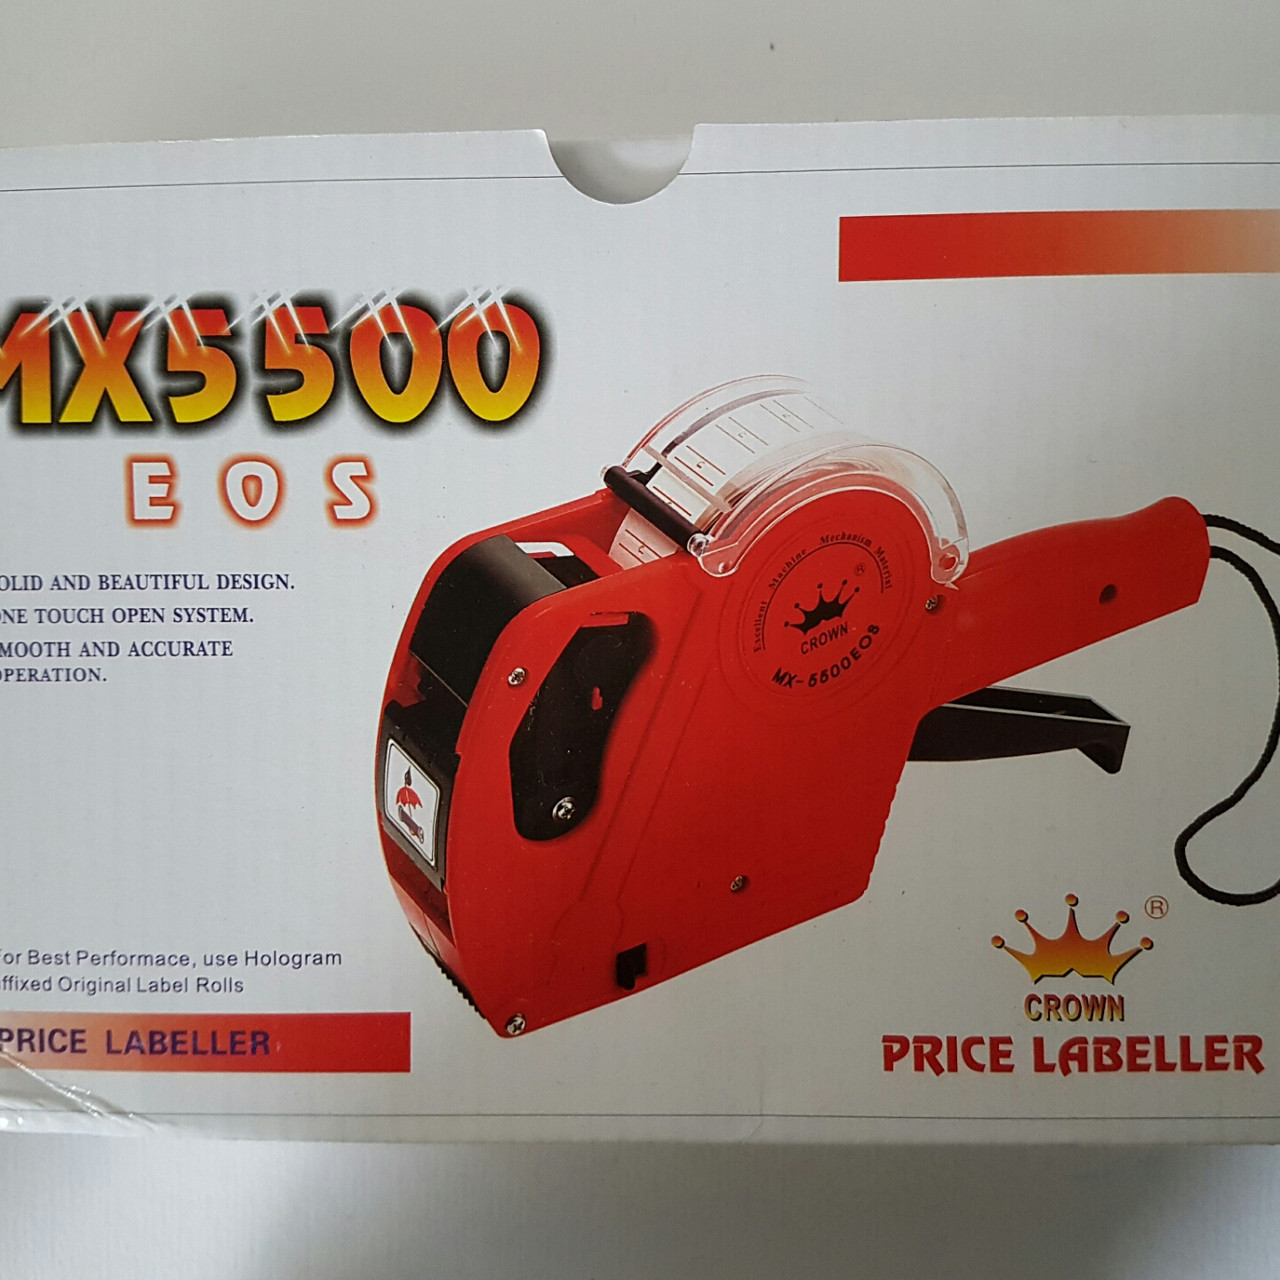 MX5500
EOS
OLID AND BEAUTIFUL DESIGN.
ONE TOUCH OPEN SYSTEM.
MOOTH AND ACCURATE
OPERATION.
Excellent Machine Mechanism Material
®
CROWN
MX-5500EOS
For Best Performace, use Hologram
ffixed Original Label Rolls
PRICE LABELLER
®
CROWN
PRICE LABELLER